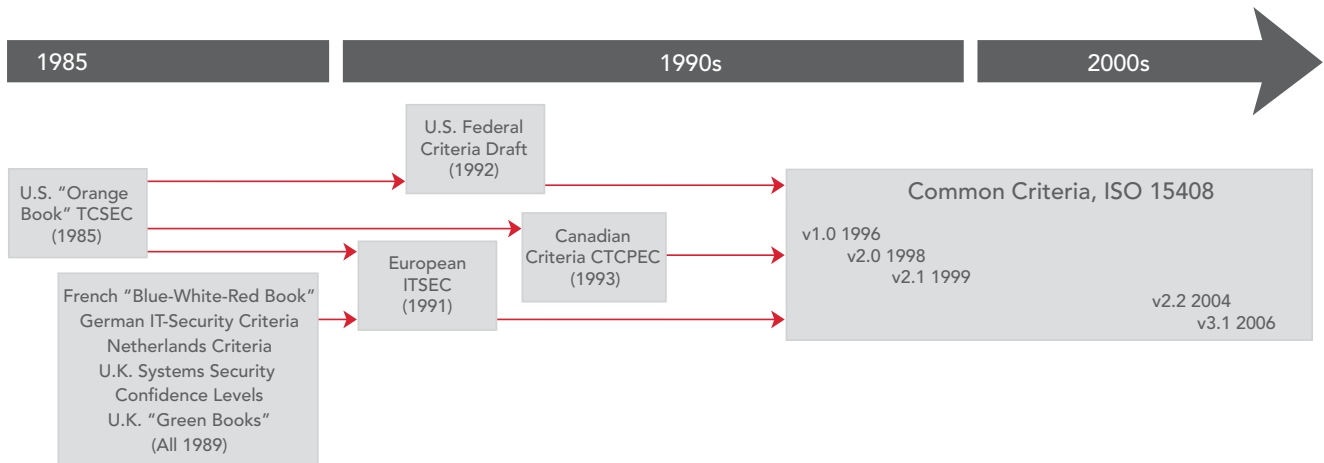 1985
1990s
2000s
U.S. Federal
Criteria Draft
(1992)
U.S. “Orange
Book” TCSEC
(1985)
Common Criteria, ISO 15408
v1.0 1996
v2.0 1998
v2.1 1999
v2.2 2004
v3.1 2006
Canadian
Criteria CTCPEC
(1993)
European
ITSEC
(1991)
French “Blue-White-Red Book”
German IT-Security Criteria
Netherlands Criteria
U.K. Systems Security
Confidence Levels
U.K. “Green Books”
(All 1989)